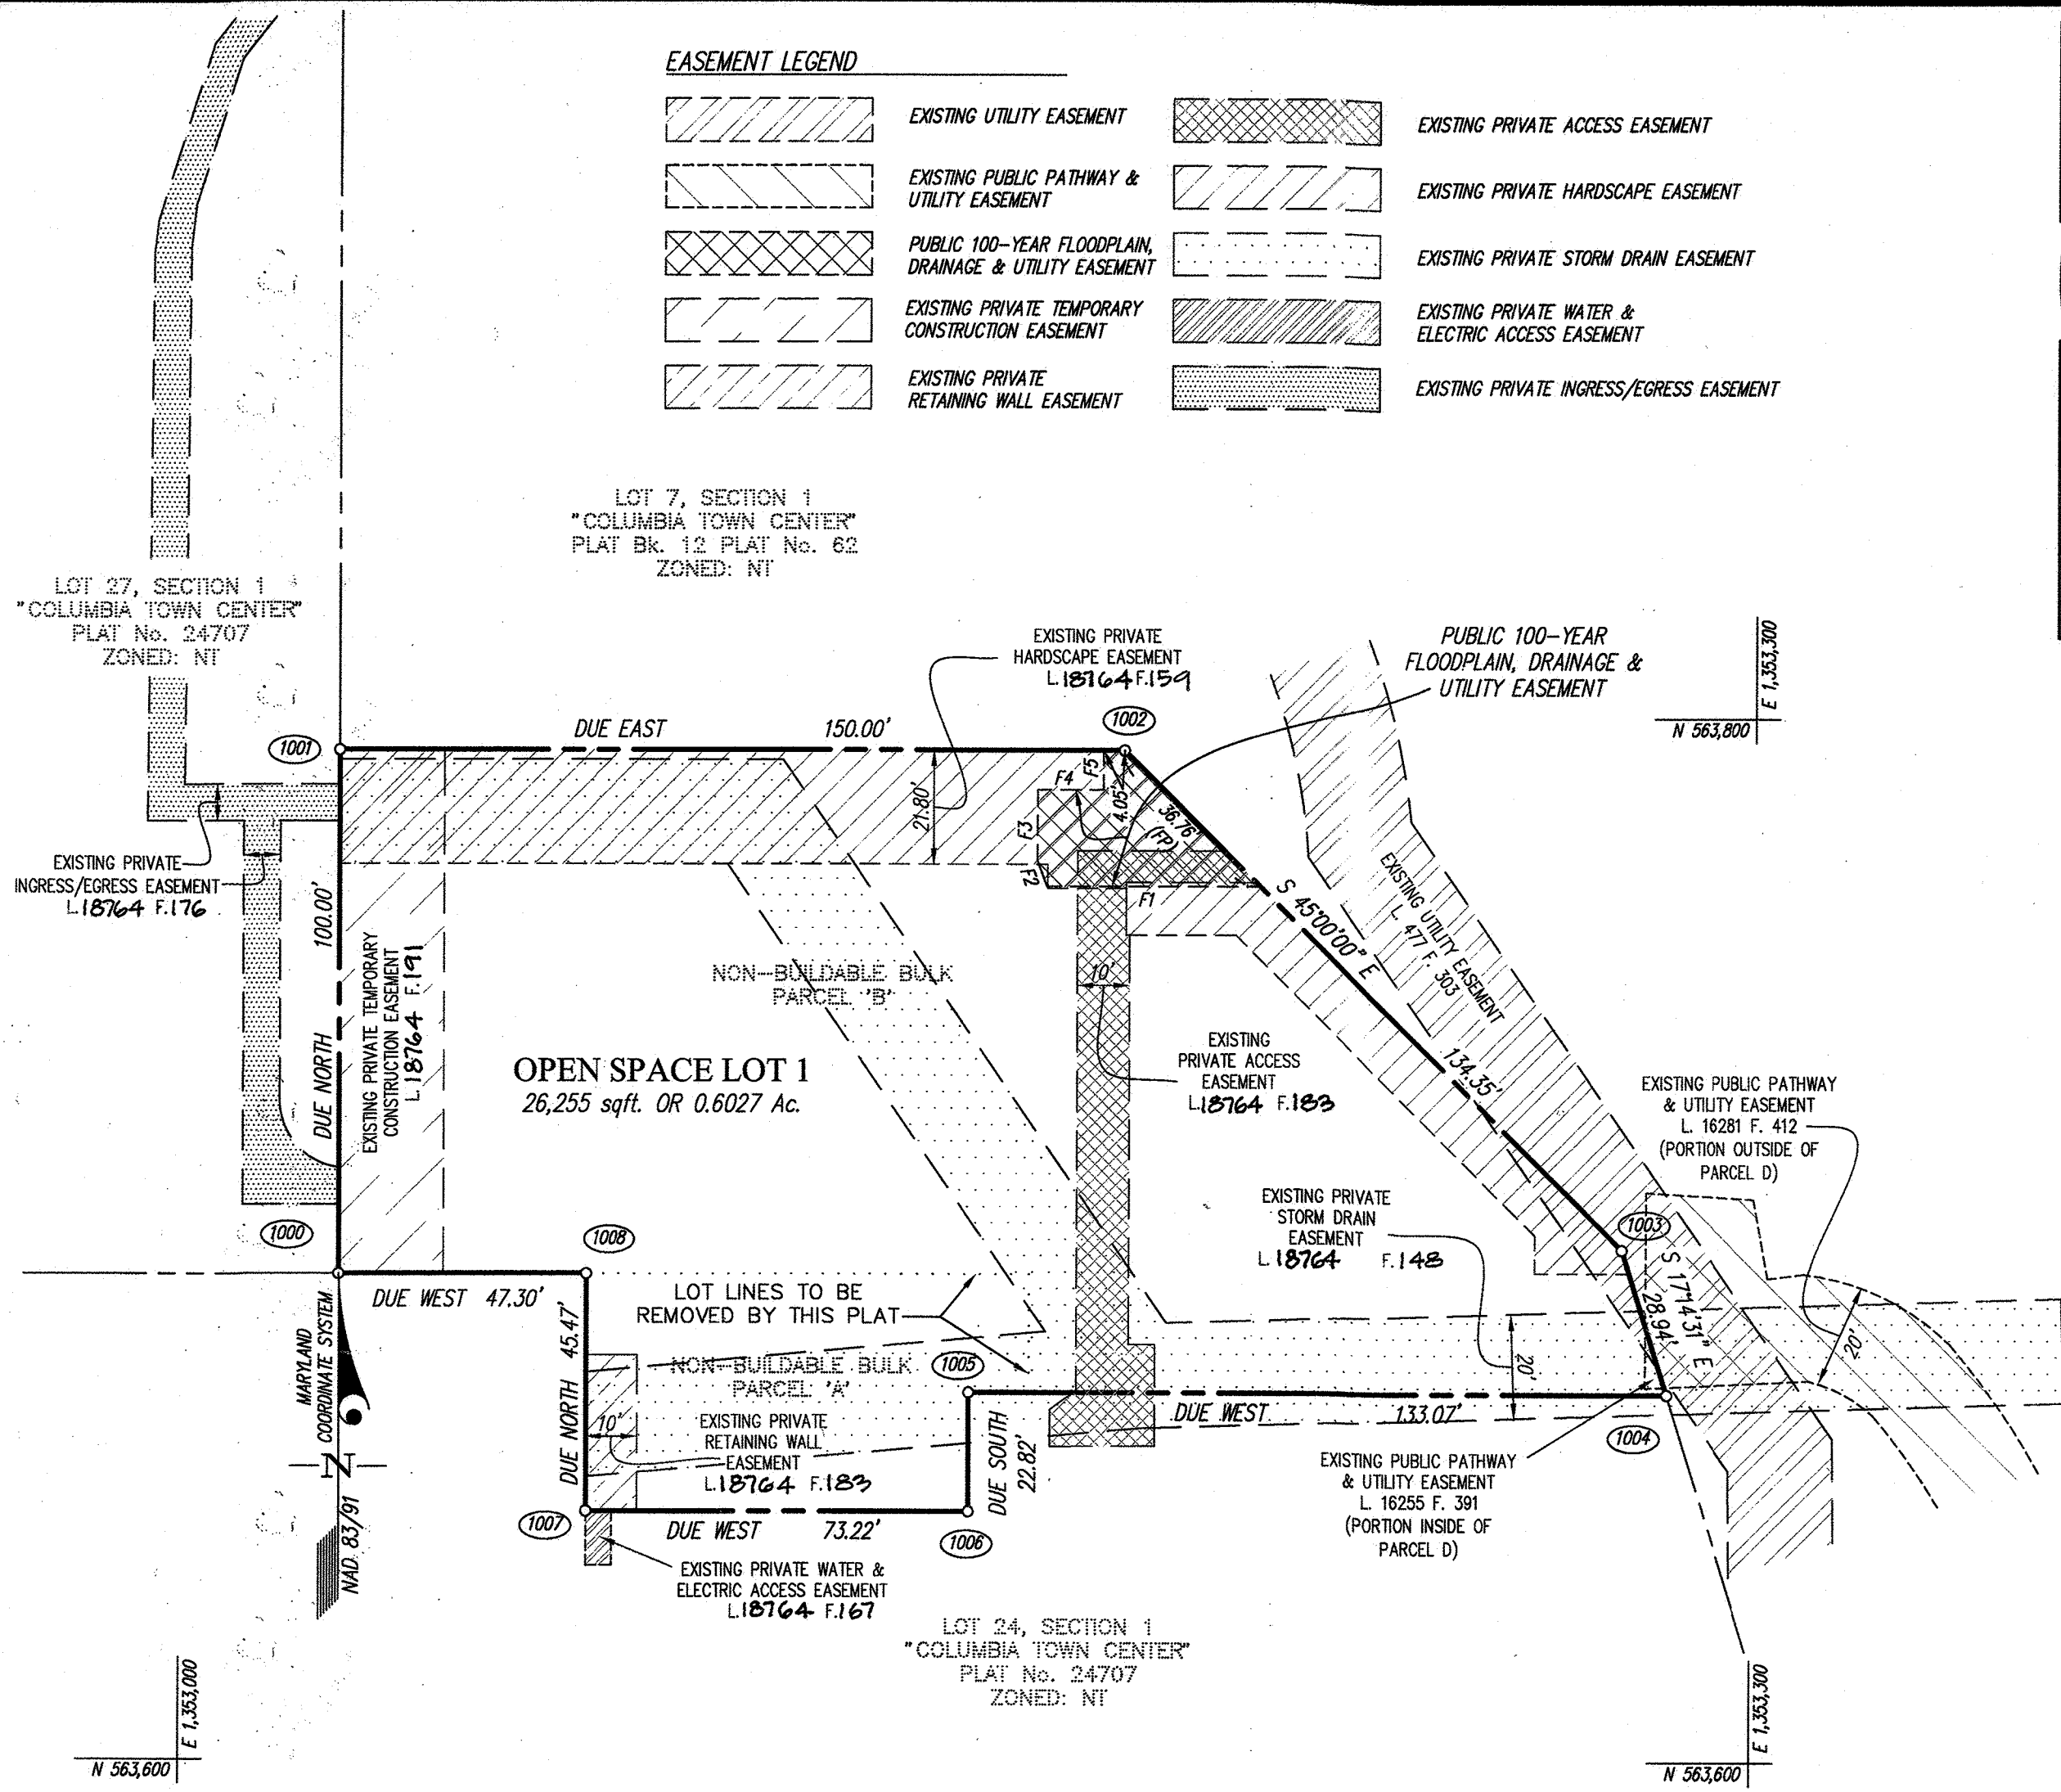 EASEMENT LEGEND
EXISTING UTILITY EASEMENT
EXISTING PUBLIC PATHWAY &
UTILITY EASEMENT
PUBLIC 100-YEAR FLOODPLAIN,
DRAINAGE & UTILITY EASEMENT
EXISTING PRIVATE TEMPORARY
CONSTRUCTION EASEMENT
EXISTING PRIVATE
RETAINING WALL EASEMENT
EXISTING PRIVATE ACCESS EASEMENT
EXISTING PRIVATE HARDSCAPE EASEMENT
EXISTING PRIVATE STORM DRAIN EASEMENT
EXISTING PRIVATE WATER &
ELECTRIC ACCESS EASEMENT
EXISTING PRIVATE INGRESS/EGRESS EASEMENT
LOT 7, SECTION 1
"COLUMBIA TOWN CENTER"
PLAT Bk. 12 PLAT No. 62
ZONED: NT
LOT 27, SECTION 1
"COLUMBIA TOWN CENTER"
PLAT No. 24707
ZONED: NT
EXISTING PRIVATE
HARDSCAPE EASEMENT
L.18764 F.159
PUBLIC 100-YEAR
FLOODPLAIN, DRAINAGE &
UTILITY EASEMENT
E 1,353,300
N 563,800
1001
DUE EAST 150.00'
1002
21.80'
F4
F5
4.05'
36.76'
(FP)
F3
F2
F1
EXISTING PRIVATE
INGRESS/EGRESS EASEMENT
L.18764 F.176
DUE NORTH 100.00'
EXISTING PRIVATE TEMPORARY
CONSTRUCTION EASEMENT
L.18764 F.191
NON-BUILDABLE BULK
PARCEL 'B'
10'
S 45°00'00" E
134.35'
EXISTING UTILITY EASEMENT
L. 477 F. 303
OPEN SPACE LOT 1
26,255 sqft. OR 0.6027 Ac.
EXISTING
PRIVATE ACCESS
EASEMENT
L.18764 F.183
EXISTING PUBLIC PATHWAY
& UTILITY EASEMENT
L. 16281 F. 412
(PORTION OUTSIDE OF
PARCEL D)
EXISTING PRIVATE
STORM DRAIN
EASEMENT
L.18764 F.148
1000
1008
1003
S 17°14'31" E
28.94'
DUE WEST 47.30'
LOT LINES TO BE
REMOVED BY THIS PLAT
DUE NORTH 45.47'
NON-BUILDABLE BULK
PARCEL 'A'
1005
20'
20'
DUE WEST 133.07'
1004
MARYLAND
COORDINATE SYSTEM
N
NAD 83/91
10'
EXISTING PRIVATE
RETAINING WALL
EASEMENT
L.18764 F.183
DUE SOUTH
22.82'
1007
DUE WEST 73.22'
1006
EXISTING PUBLIC PATHWAY
& UTILITY EASEMENT
L. 16255 F. 391
(PORTION INSIDE OF
PARCEL D)
EXISTING PRIVATE WATER &
ELECTRIC ACCESS EASEMENT
L.18764 F.167
LOT 24, SECTION 1
"COLUMBIA TOWN CENTER"
PLAT No. 24707
ZONED: NT
E 1,353,000
N 563,600
E 1,353,300
N 563,600